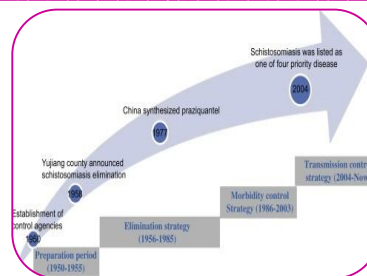 Schistosomiasis was listed as
one of four priority disease
2004
China synthesized praziquantel
1977
Yujiang county announced
schistosomiasis elimination
1958
Establishment of
control agencies
1950
Transmission contr
strategy (2004-Now
Morbidity control
Strategy (1986-2003)
Elimination strategy
(1956-1985)
Preparation period
(1950-1955)